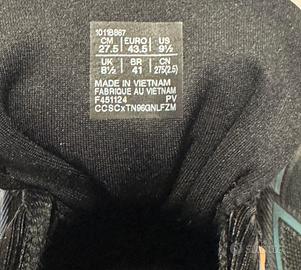 1011B867
CM 27.5 EURO 43.5 US 9½
UK 8½ BR 41 CN 275(2.5)
MADE IN VIETNAM
FABRIQUE AU VIETNAM
F451124 PV
CCSCxTN96GNLFZM